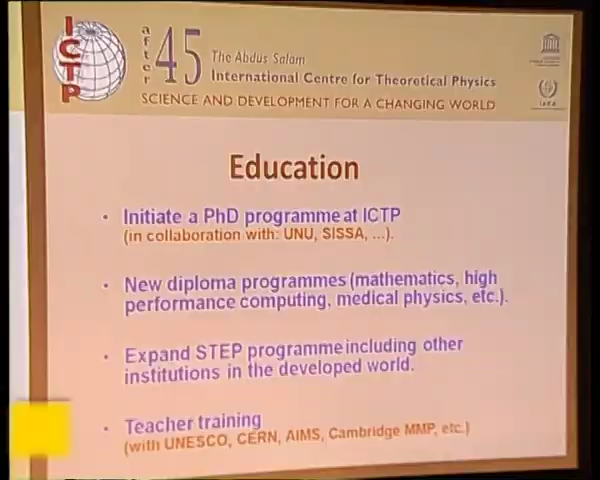 ICTP
after
45
The Abdus Salam
International Centre for Theoretical Physics
SCIENCE AND DEVELOPMENT FOR A CHANGING WORLD
IAEA
Education
• Initiate a PhD programme at ICTP
(in collaboration with: UNU, SISSA, ...).
• New diploma programmes (mathematics, high
performance computing, medical physics, etc.).
• Expand STEP programme including other
institutions in the developed world.
• Teacher training
(with UNESCO, CERN, AIMS, Cambridge MMP, etc.)